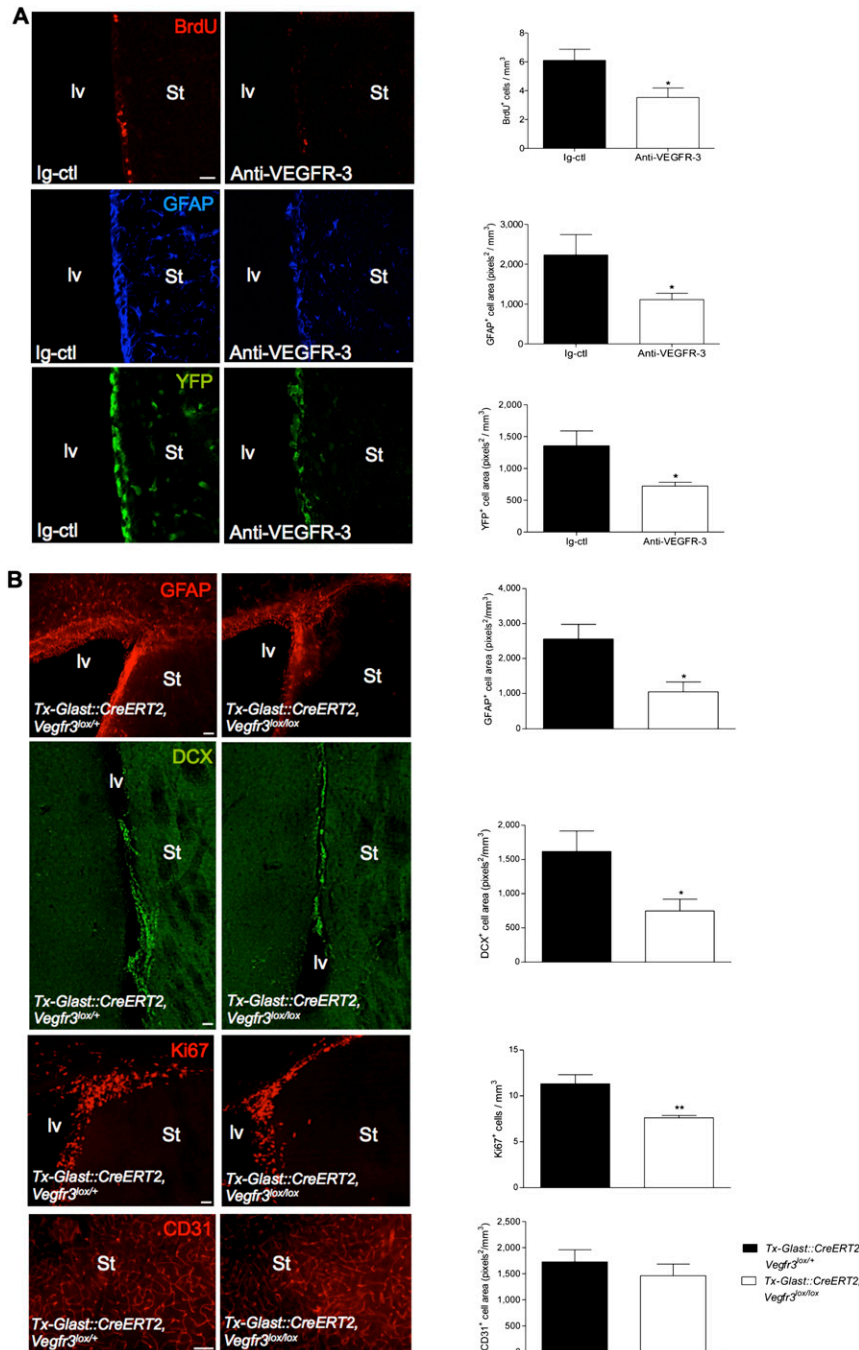 A
BrdU
lv
St
Ig-ctl
lv
St
Anti-VEGFR-3
8
6
4
2
0
BrdU⁺ cells / mm³
*
Ig-ctl
Anti-VEGFR-3
GFAP
lv
St
Ig-ctl
lv
St
Anti-VEGFR-3
3,000
2,000
1,000
0
GFAP⁺ cell area (pixels² / mm³)
*
Ig-ctl
Anti-VEGFR-3
YFP
lv
St
Ig-ctl
lv
St
Anti-VEGFR-3
2,000
1,500
1,000
500
0
YFP⁺ cell area (pixels² / mm³)
*
Ig-ctl
Anti-VEGFR-3
B
GFAP
lv
St
Tx-Glast::CreERT2,
Vegfr3lox/+
lv
St
Tx-Glast::CreERT2,
Vegfr3lox/lox
4,000
3,000
2,000
1,000
0
GFAP⁺ cell area (pixels²/mm³)
*
DCX
lv
St
Tx-Glast::CreERT2,
Vegfr3lox/+
St
lv
Tx-Glast::CreERT2,
Vegfr3lox/lox
2,000
1,500
1,000
500
0
DCX⁺ cell area (pixels²/mm³)
*
Ki67
lv
St
Tx-Glast::CreERT2,
Vegfr3lox/+
lv
St
Tx-Glast::CreERT2,
Vegfr3lox/lox
15
10
5
0
Ki67⁺ cells / mm³
**
CD31
St
Tx-Glast::CreERT2,
Vegfr3lox/+
St
Tx-Glast::CreERT2,
Vegfr3lox/lox
2,500
2,000
1,500
1,000
500
CD31⁺ cell area (pixels²/mm³)
Tx-Glast::CreERT2
Vegfr3lox/+
Tx-Glast::CreERT2,
Vegfr3lox/lox